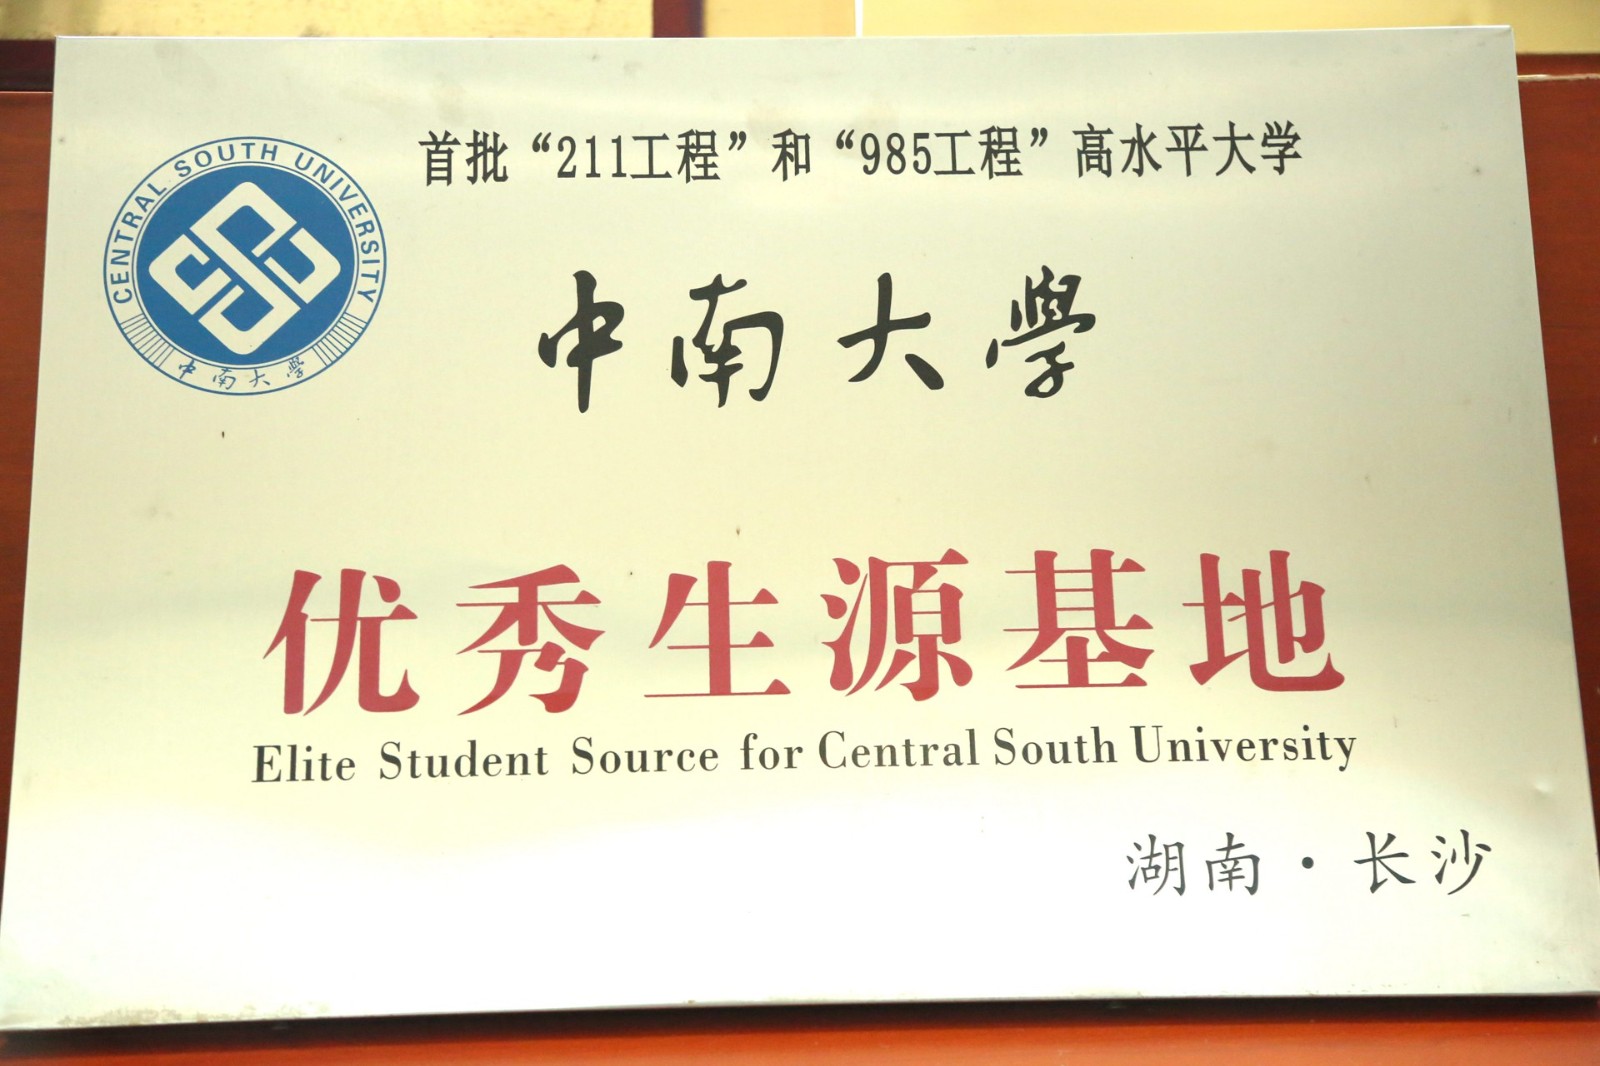 首批“211工程”和“985工程”高水平大学
CENTRAL SOUTH UNIVERSITY
中南大學
中南大學
优秀生源基地
Elite Student Source for Central South University
湖南·长沙